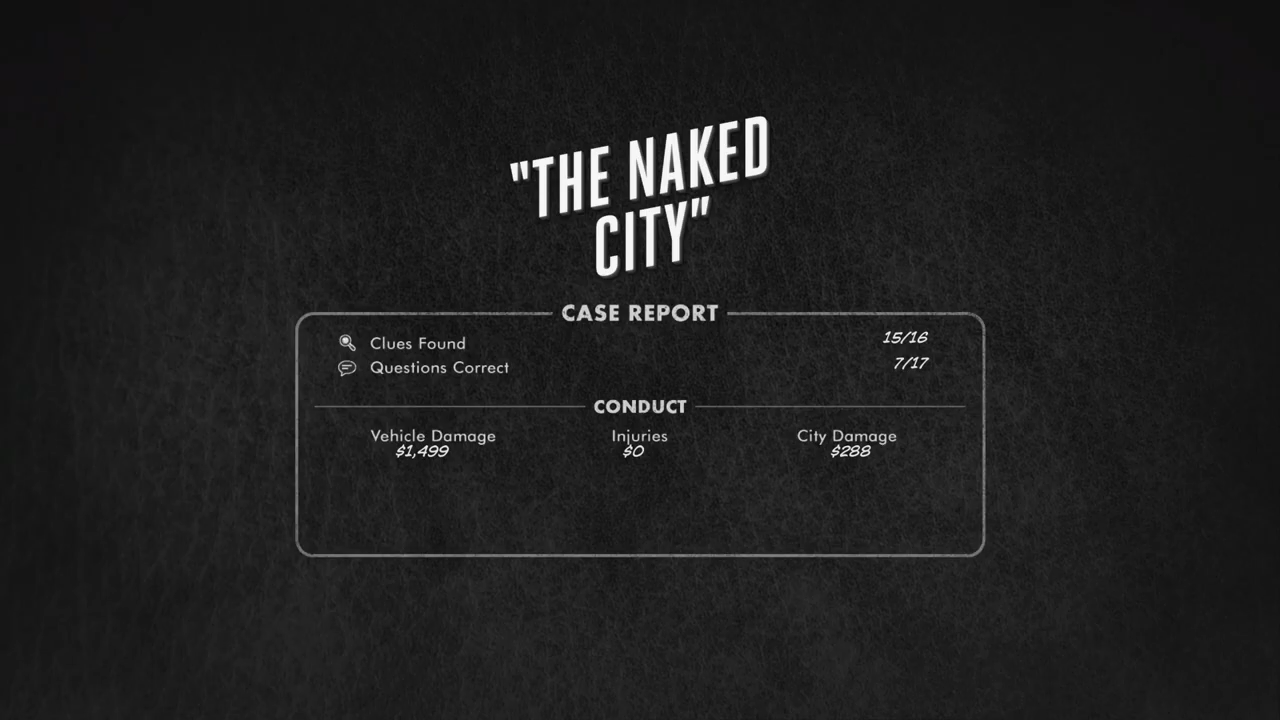 "THE NAKED
CITY"
CASE REPORT
Clues Found 15/16
Questions Correct 7/17
CONDUCT
Vehicle Damage Injuries City Damage
$1,499 $0 $288